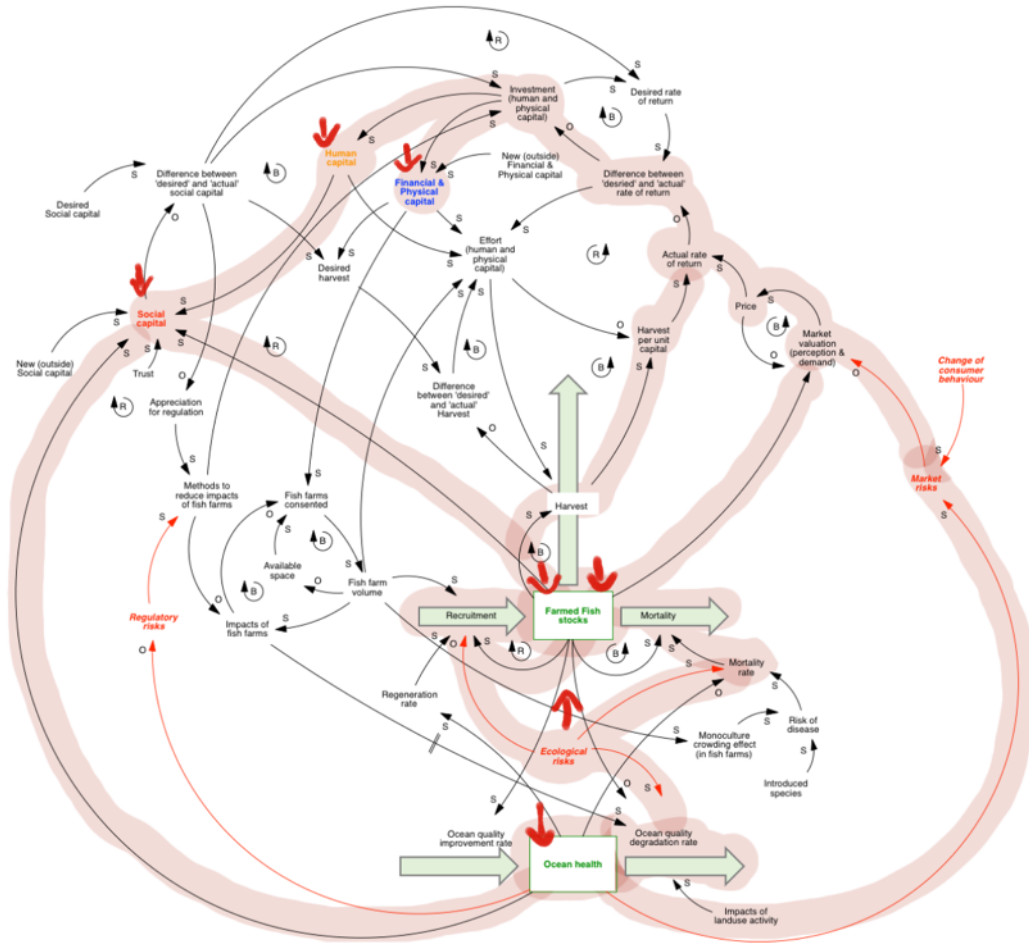 R
S
S
Investment
(human and
physical
capital)
S
S
Desired rate
of return
S
S
S
B
O
S
Human
capital
S
S
S
New (outside)
Financial &
Physical capital
S
Difference between
'desried' and 'actual'
rate of return
S
Difference between
'desired' and 'actual'
social capital
B
Financial &
Physical
capital
Desired
Social capital
O
S
S
S
S
S
Effort
(human and
physical
capital)
R
O
Actual rate
of return
Desired
harvest
S
S
S
S
Price
S
S
Social
capital
S
S
B
Market
valuation
(perception &
demand)
O
O
Harvest
per unit
capital
O
New (outside)
Social capital
S
S
Trust
R
B
B
S
Change of
consumer
behaviour
O
R
Appreciation
for regulation
S
Difference
between 'desired'
and 'actual'
Harvest
O
S
S
S
Market
risks
S
Methods to
reduce impacts
of fish farms
S
S
Fish farms
consented
O
S
Harvest
S
B
B
Available
space
S
O
Fish farm
volume
B
S
Regulatory
risks
O
Impacts of
fish farms
S
Recruitment
Farmed Fish
stocks
Mortality
O
S
O
S
R
B
S
S
Mortality
rate
S
O
Regeneration
rate
S
Monoculture
crowding effect
(in fish farms)
S
S
Risk of
disease
S
Ecological
risks
Introduced
species
O
S
S
S
Ocean quality
improvement rate
Ocean quality
degradation rate
Ocean health
S
Impacts of
landuse activity